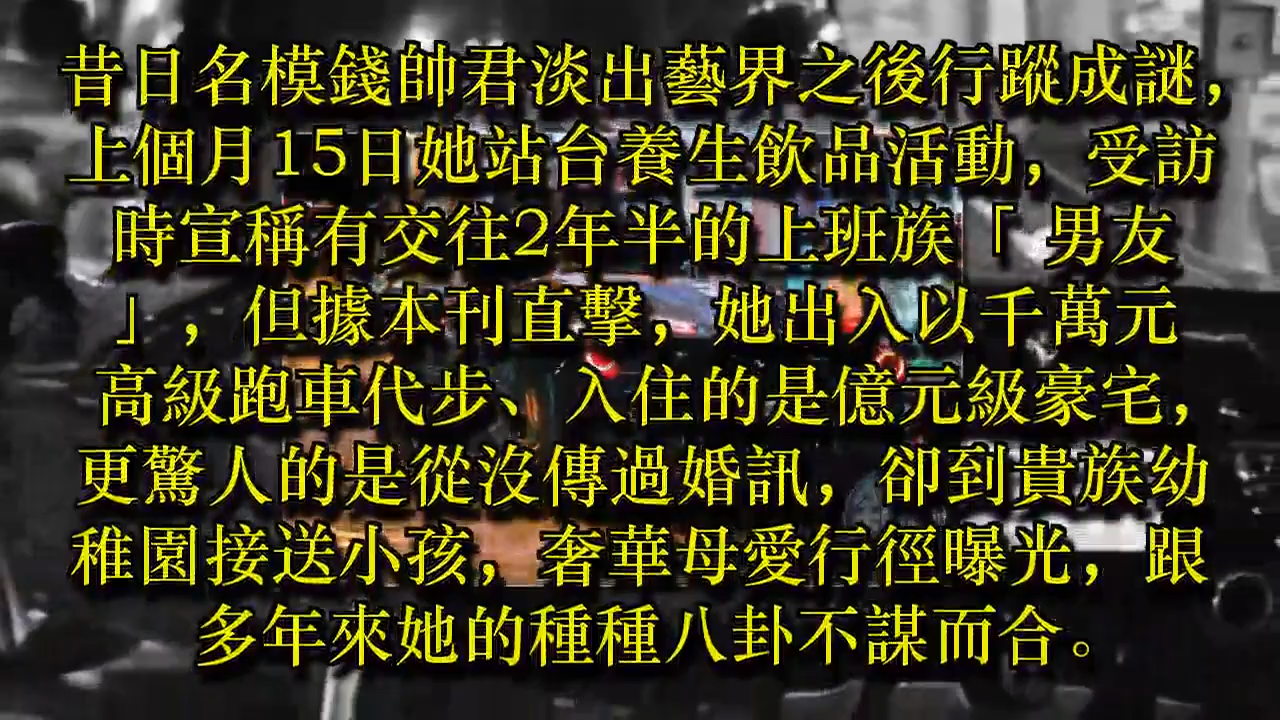 昔日名模錢帥君淡出藝界之後行蹤成謎，
上個月15日她站台養生飲品活動，受訪
時宣稱有交往2年半的上班族「 男友
」，但據本刊直擊，她出入以千萬元
高級跑車代步、入住的是億元級豪宅，
更驚人的是從沒傳過婚訊，卻到貴族幼
稚園接送小孩，奢華母愛行徑曝光，跟
多年來她的種種八卦不謀而合。